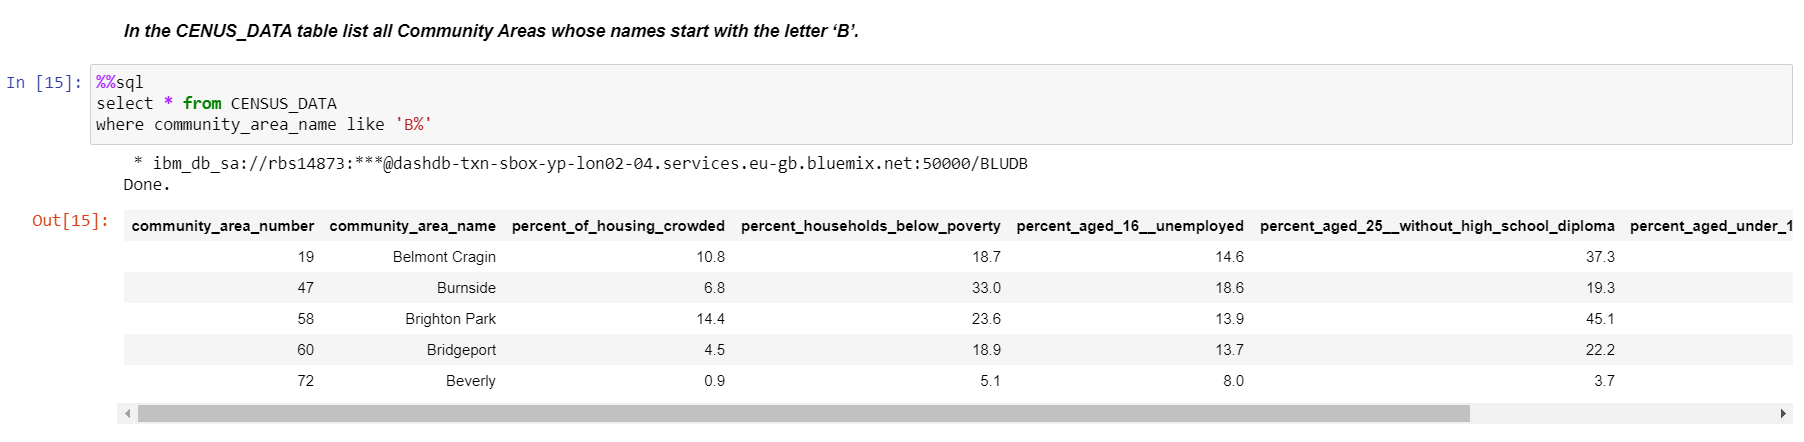 In the CENUS_DATA table list all Community Areas whose names start with the letter ‘B’.
In [15]: %%sql
select * from CENSUS_DATA
where community_area_name like 'B%'
* ibm_db_sa://rbs14873:***@dashdb-txn-sbox-yp-lon02-04.services.eu-gb.bluemix.net:50000/BLUDB
Done.
Out[15]: community_area_number community_area_name percent_of_housing_crowded percent_households_below_poverty percent_aged_16__unemployed percent_aged_25__without_high_school_diploma percent_aged_under_1
19 Belmont Cragin 10.8 18.7 14.6 37.3
47 Burnside 6.8 33.0 18.6 19.3
58 Brighton Park 14.4 23.6 13.9 45.1
60 Bridgeport 4.5 18.9 13.7 22.2
72 Beverly 0.9 5.1 8.0 3.7